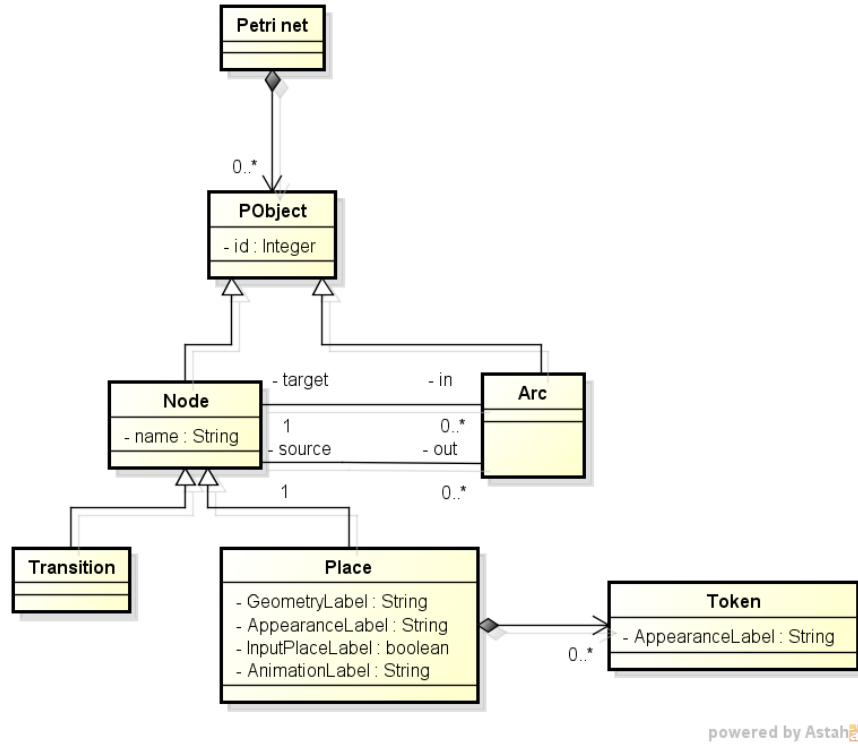 Petri net
0..*
PObject
- id : Integer
- target - in
Node
Arc
- name : String
1 0..*
- source - out
1 0..*
Transition
Place
- GeometryLabel : String
- AppearanceLabel : String
- InputPlaceLabel : boolean
- AnimationLabel : String
0..*
Token
- AppearanceLabel : String
powered by Astah